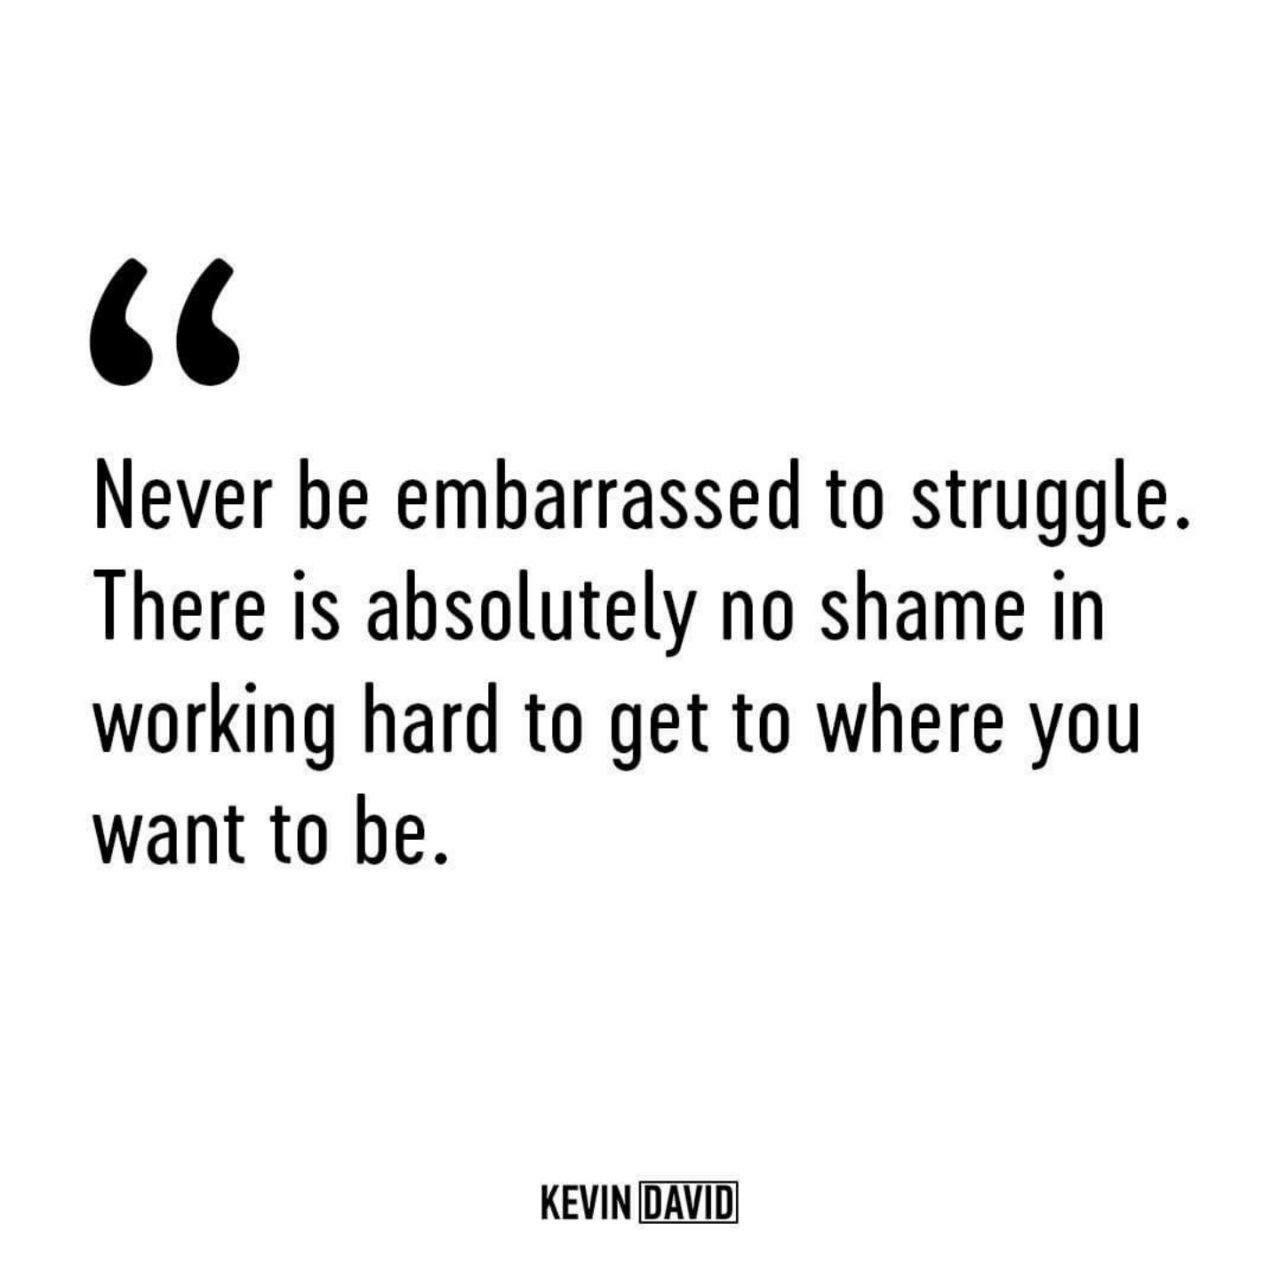 “
Never be embarrassed to struggle.
There is absolutely no shame in
working hard to get to where you
want to be.
KEVIN DAVID